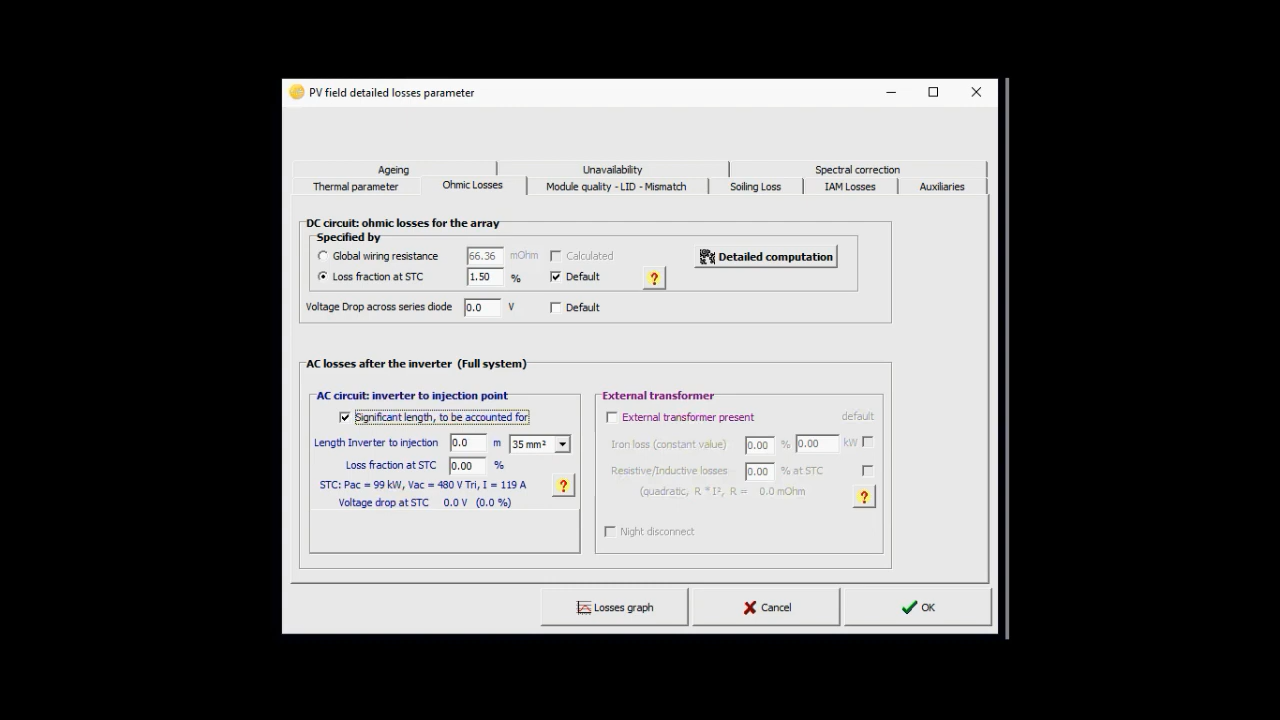 PV field detailed losses parameter
Ageing Unavailability Spectral correction
Thermal parameter Ohmic Losses Module quality - LID - Mismatch Soiling Loss IAM Losses Auxiliaries
DC circuit: ohmic losses for the array
Specified by
Global wiring resistance 66.36 mOhm Calculated Detailed computation
Loss fraction at STC 1.50 % Default ?
Voltage Drop across series diode 0.0 V Default
AC losses after the inverter (Full system)
AC circuit: inverter to injection point
Significant length, to be accounted for
Length Inverter to injection 0.0 m 35 mm²
Loss fraction at STC 0.00 %
STC: Pac = 99 kW, Vac = 480 V Tri, I = 119 A ?
Voltage drop at STC 0.0 V (0.0 %)
External transformer
External transformer present default
Iron loss (constant value) 0.00 % 0.00 kW
Resistive/Inductive losses 0.00 % at STC
(quadratic, R * I², R = 0.0 mOhm ?
Night disconnect
Losses graph Cancel OK